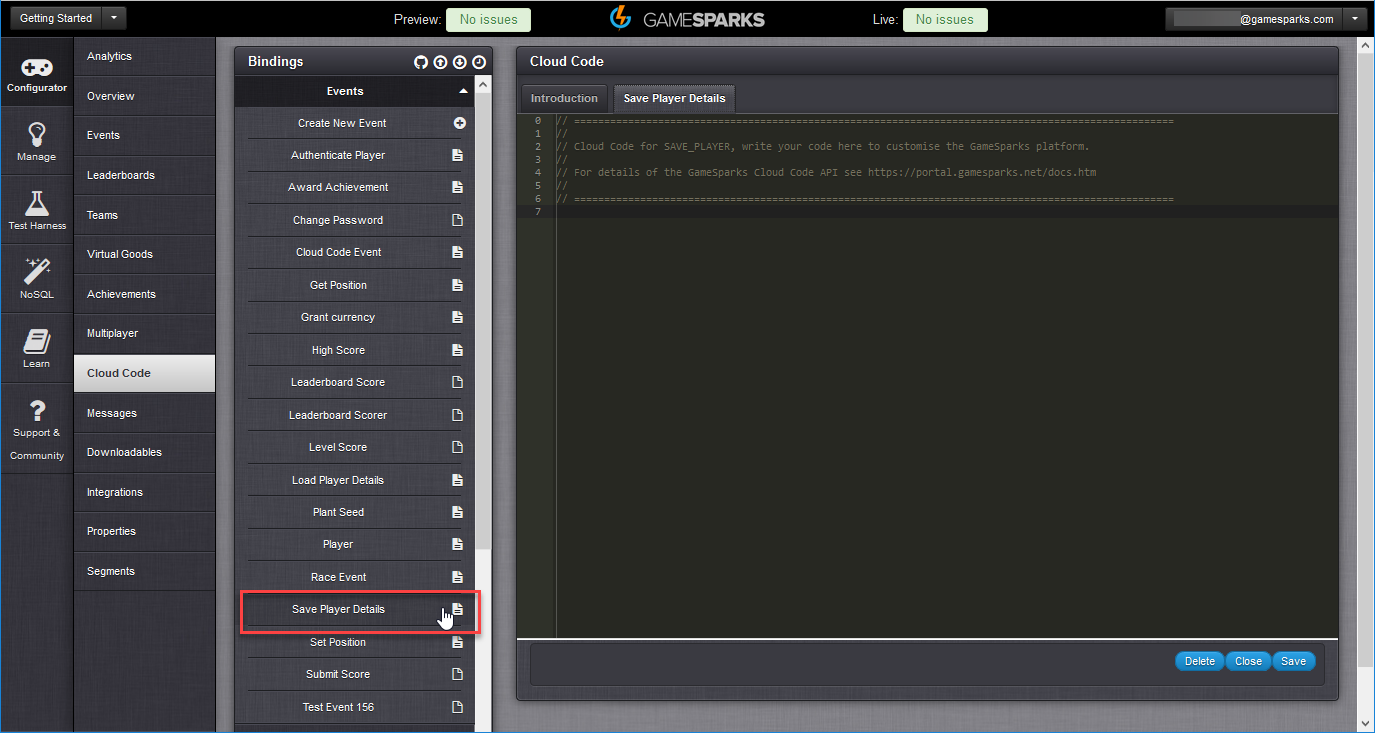 Getting Started
Preview: No issues
GAMESPARKS
Live: No issues
@gamesparks.com
Configurator
Manage
Test Harness
NoSQL
Learn
?
Support &
Community
Analytics
Overview
Events
Leaderboards
Teams
Virtual Goods
Achievements
Multiplayer
Cloud Code
Messages
Downloadables
Integrations
Properties
Segments
Bindings
Events
Create New Event
Authenticate Player
Award Achievement
Change Password
Cloud Code Event
Get Position
Grant currency
High Score
Leaderboard Score
Leaderboard Scorer
Level Score
Load Player Details
Plant Seed
Player
Race Event
Save Player Details
Set Position
Submit Score
Test Event 156
Cloud Code
Introduction Save Player Details
0 // ====================================================================================================
1 //
2 // Cloud Code for SAVE_PLAYER, write your code here to customise the GameSparks platform.
3 //
4 // For details of the GameSparks Cloud Code API see https://portal.gamesparks.net/docs.htm
5 //
6 // ====================================================================================================
7
Delete Close Save